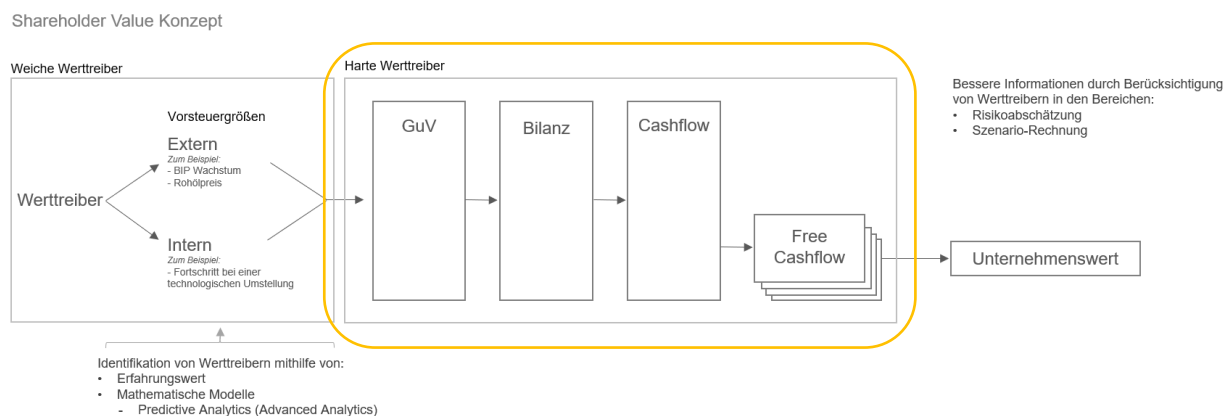 Shareholder Value Konzept
Weiche Werttreiber
Vorsteuergrößen
Extern
Zum Beispiel:
- BIP Wachstum
- Rohölpreis
Werttreiber
Intern
Zum Beispiel:
- Fortschritt bei einer
technologischen Umstellung
Harte Werttreiber
GuV
Bilanz
Cashflow
Free
Cashflow
Bessere Informationen durch Berücksichtigung
von Werttreibern in den Bereichen:
• Risikoabschätzung
• Szenario-Rechnung
Unternehmenswert
Identifikation von Werttreibern mithilfe von:
• Erfahrungswert
• Mathematische Modelle
- Predictive Analytics (Advanced Analytics)